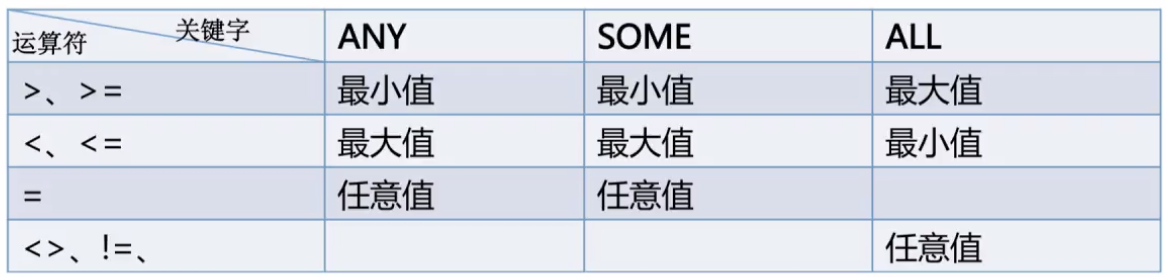 运算符 关键字 ANY SOME ALL
>、>= 最小值 最小值 最大值
<、<= 最大值 最大值 最小值
= 任意值 任意值
<>、!=、 任意值